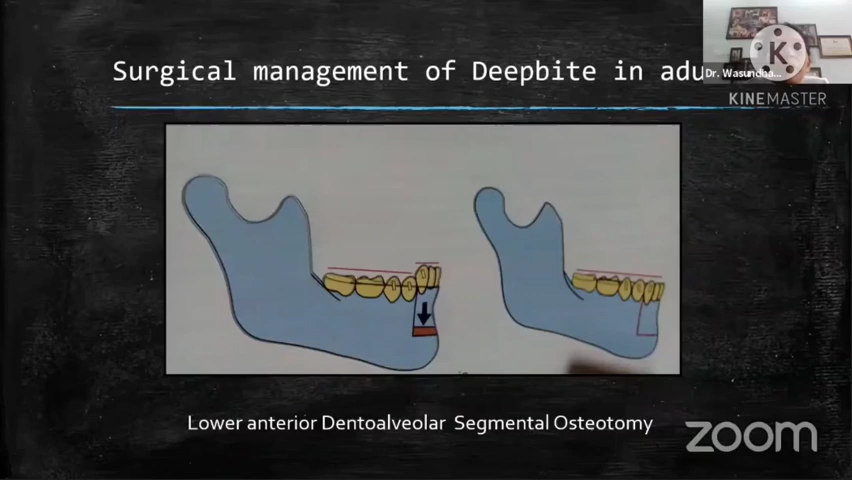 Surgical management of Deepbite in adu
Dr. Wasundha...
K
KINEMASTER
Lower anterior Dentoalveolar Segmental Osteotomy
zoom